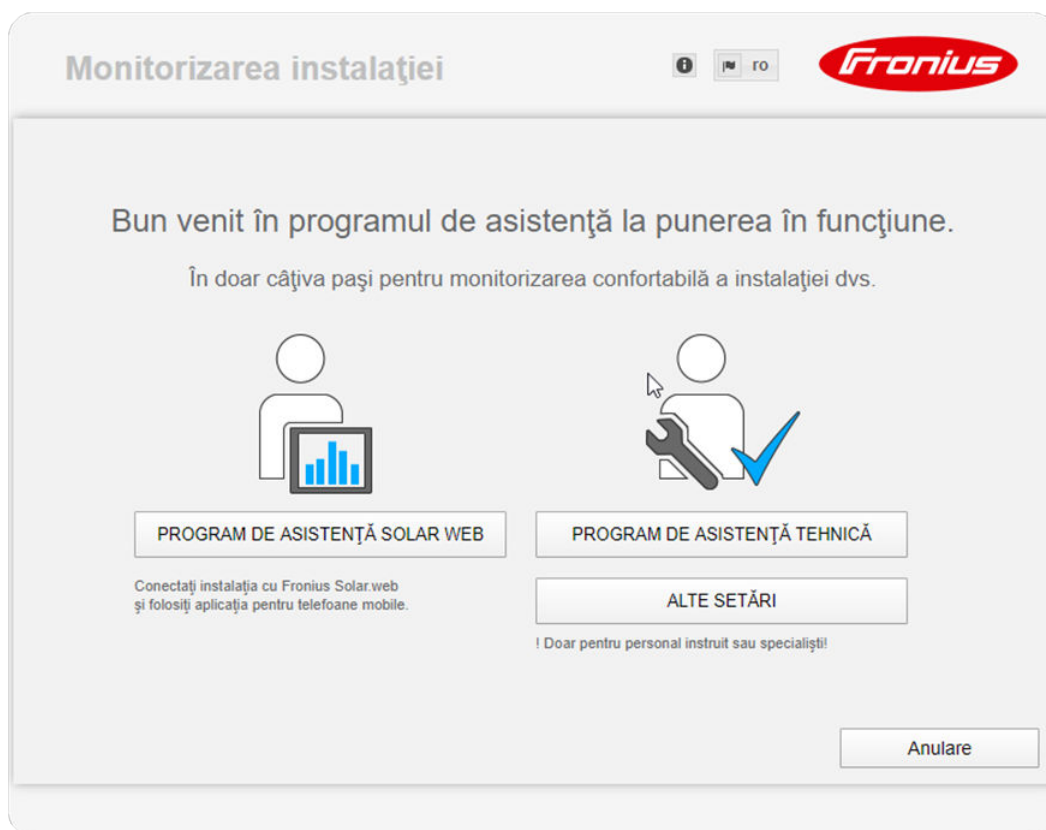 Monitorizarea instalaţiei
ro
Fronius
Bun venit în programul de asistenţă la punerea în funcţiune.
În doar câţiva paşi pentru monitorizarea confortabilă a instalaţiei dvs.
PROGRAM DE ASISTENŢĂ SOLAR WEB
PROGRAM DE ASISTENŢĂ TEHNICĂ
Conectaţi instalaţia cu Fronius Solar.web
şi folosiţi aplicaţia pentru telefoane mobile.
ALTE SETĂRI
! Doar pentru personal instruit sau specialişti!
Anulare